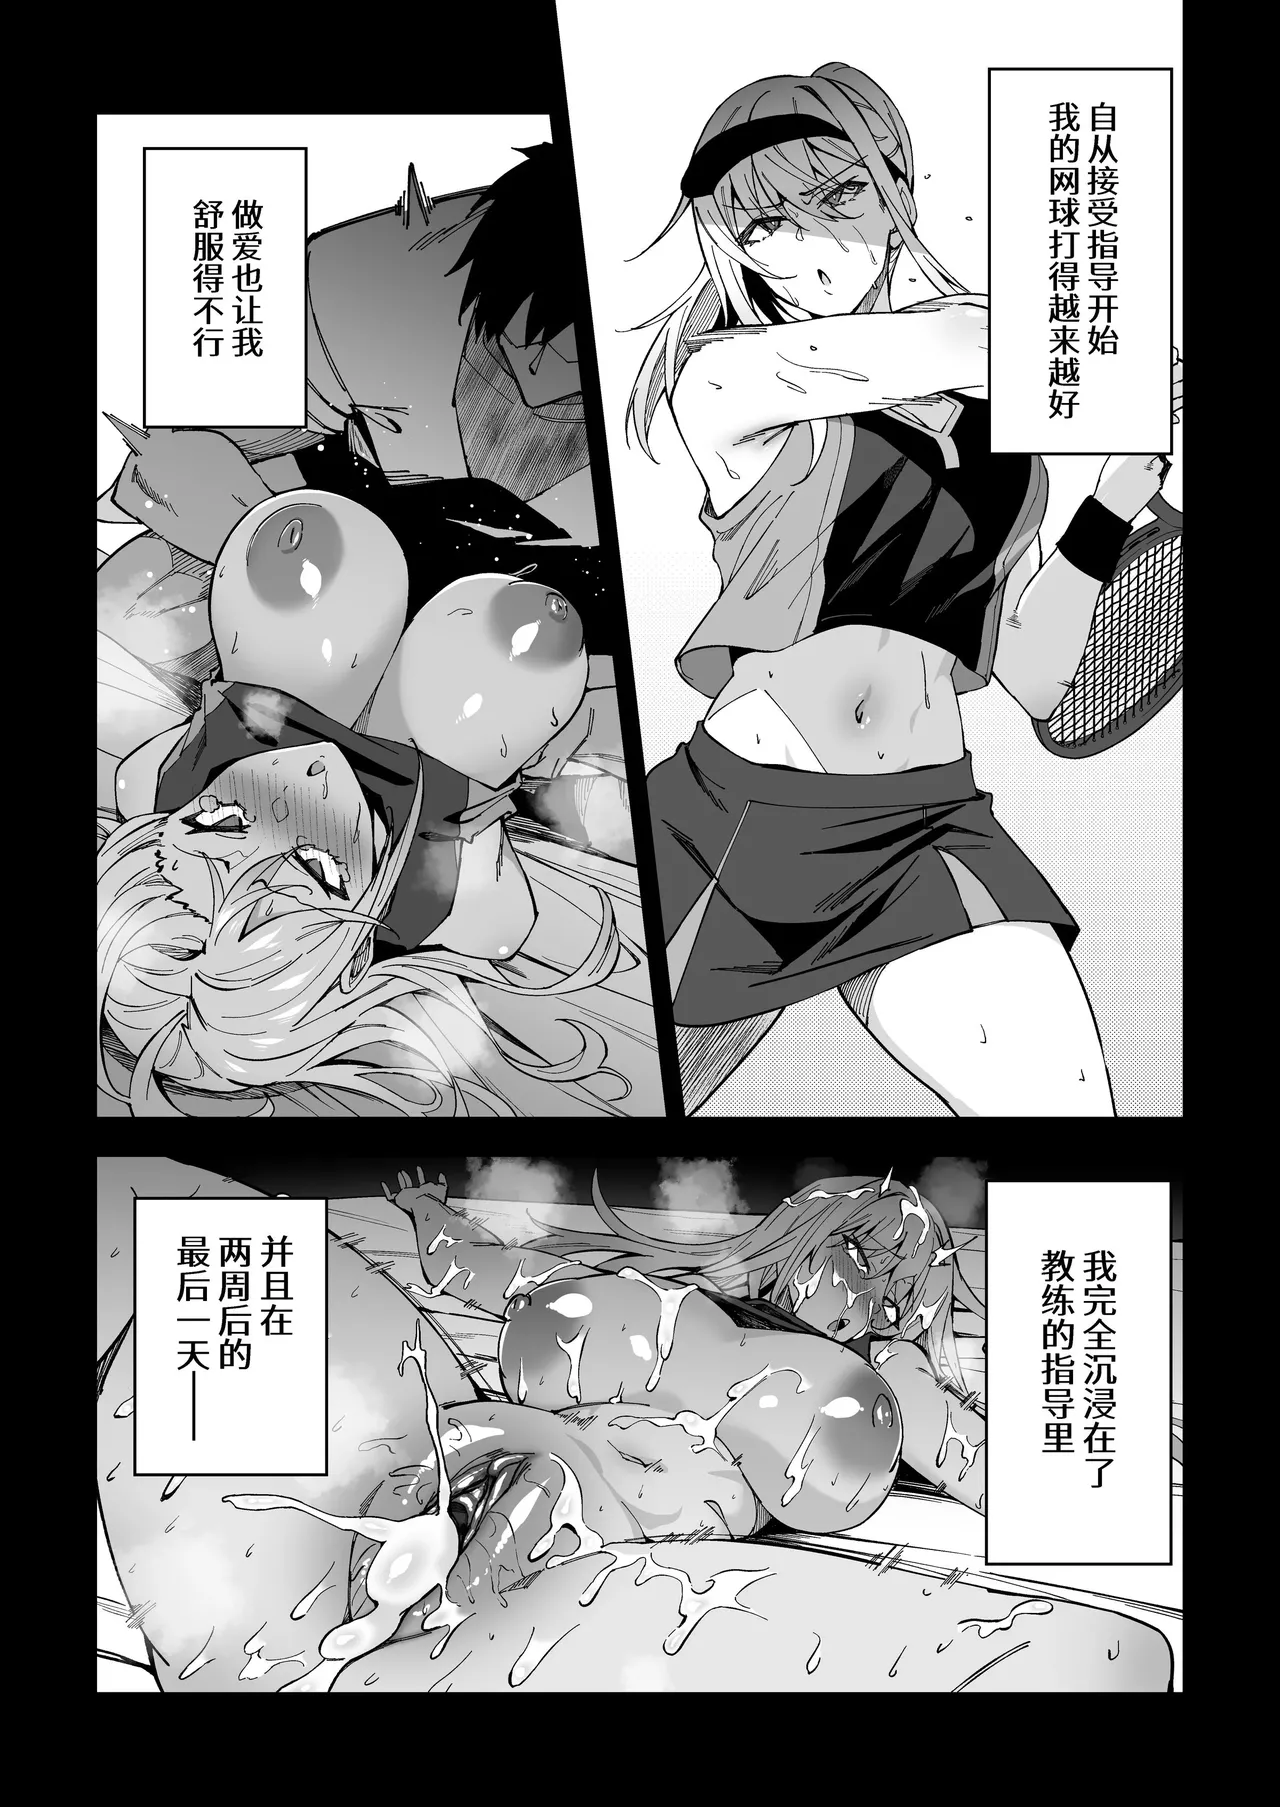 自从接受指导开始
我的网球打得越来越好
做爱也让我
舒服得不行
我完全沉浸在了
教练的指导里
并且在
两周后的
最后一天——